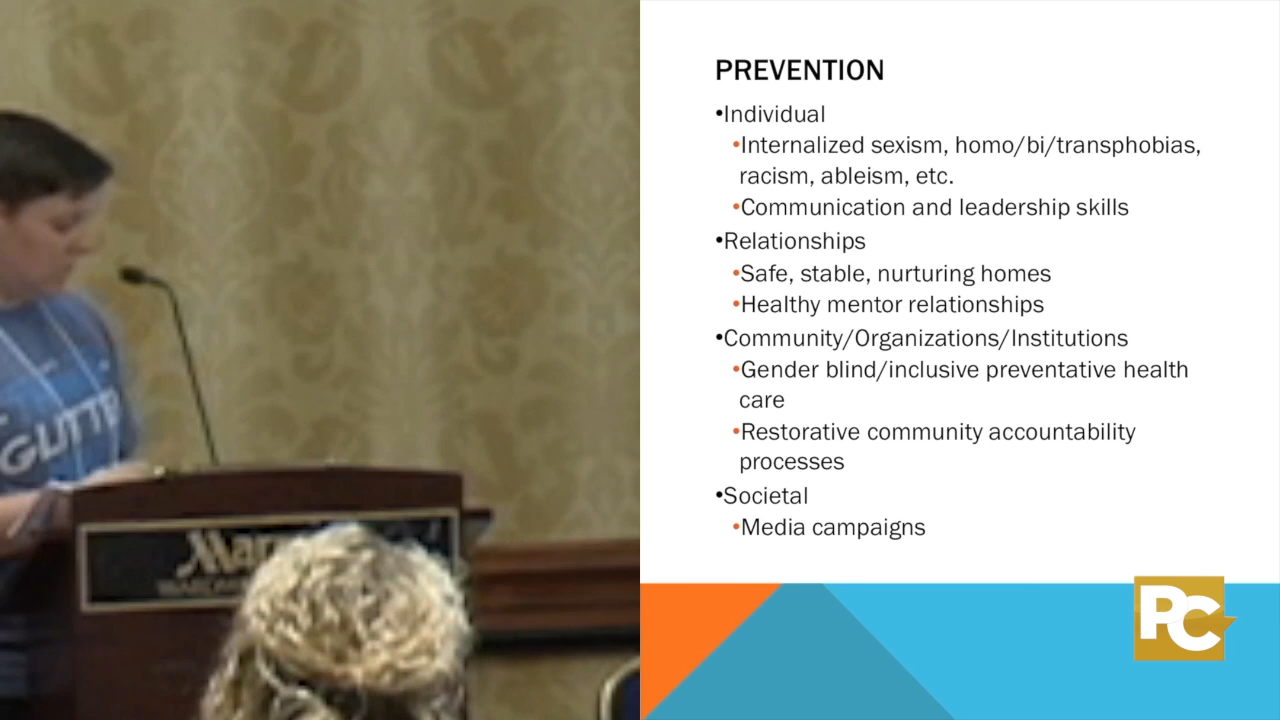 PREVENTION
•Individual
•Internalized sexism, homo/bi/transphobias,
racism, ableism, etc.
•Communication and leadership skills
•Relationships
•Safe, stable, nurturing homes
•Healthy mentor relationships
•Community/Organizations/Institutions
•Gender blind/inclusive preventative health
care
•Restorative community accountability
processes
•Societal
•Media campaigns
PC